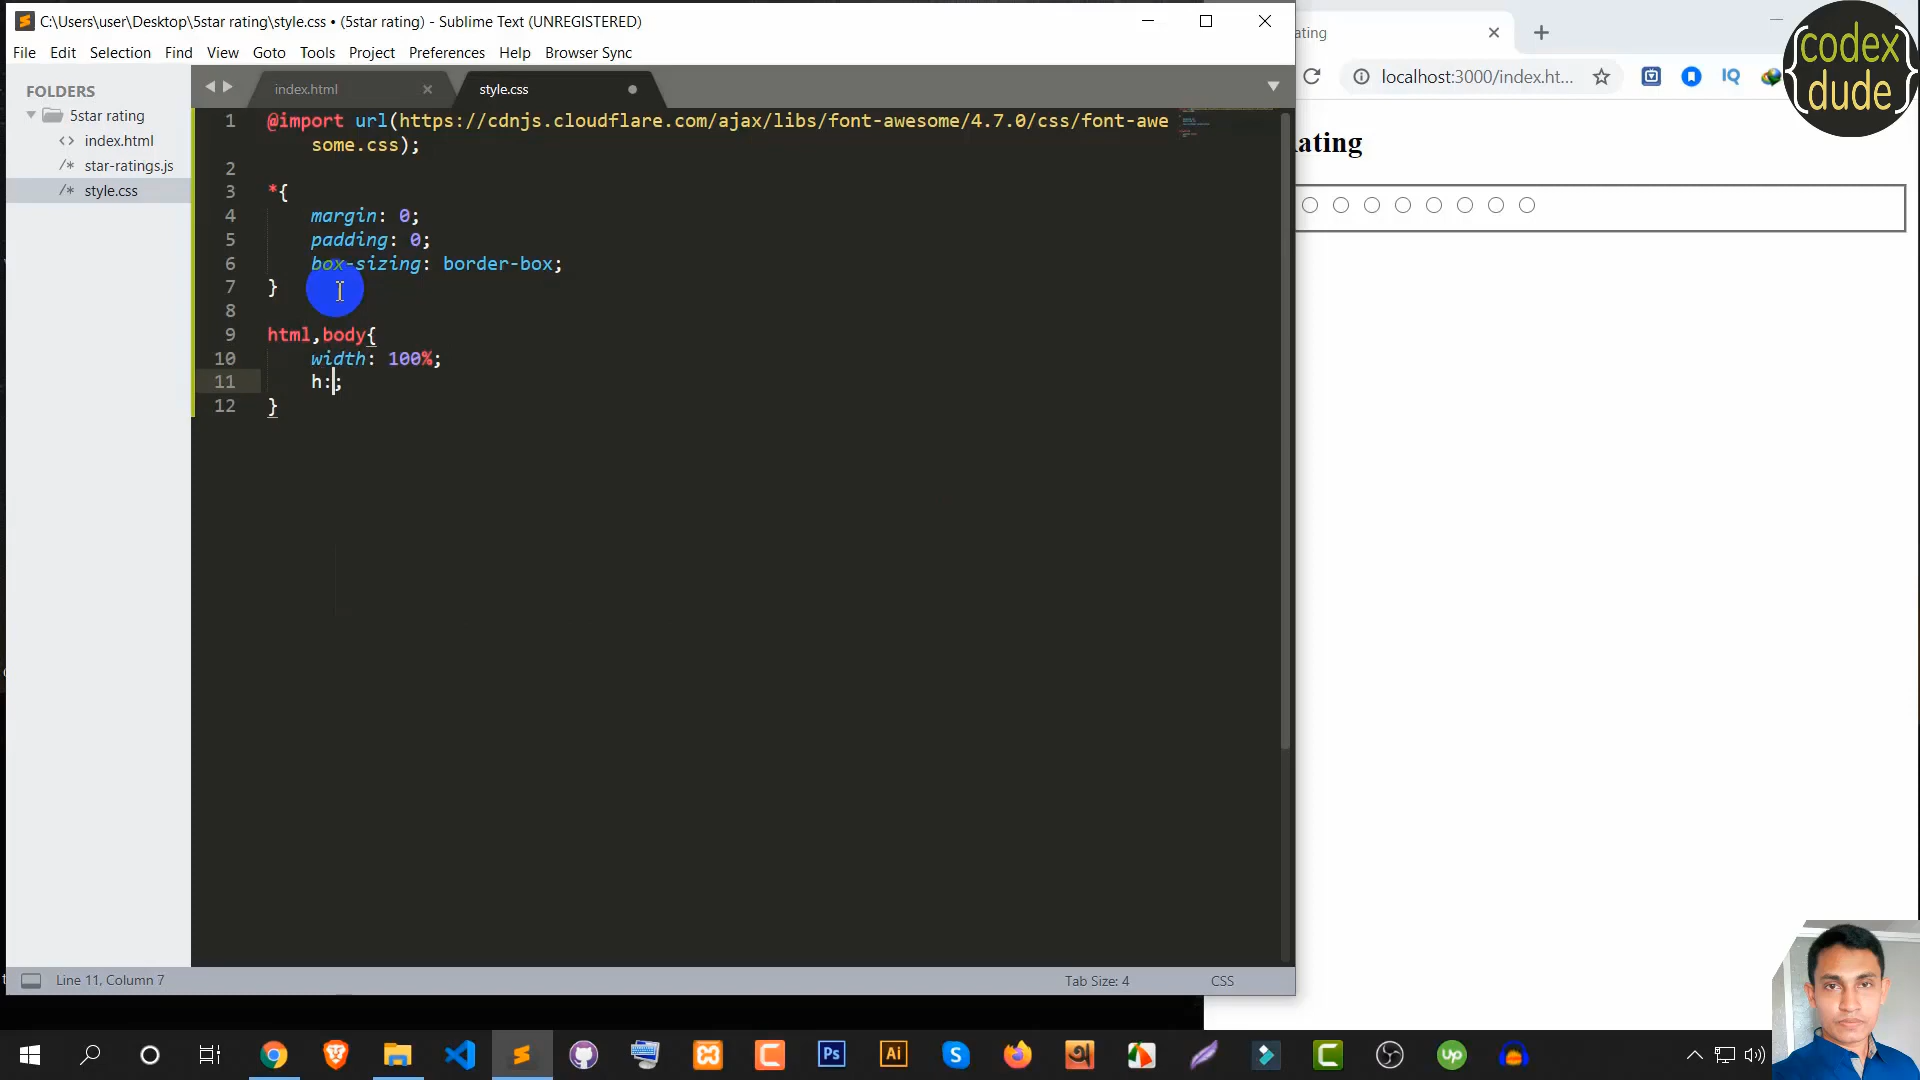 C:\Users\user\Desktop\5star rating\style.css • (5star rating) - Sublime Text (UNREGISTERED)
File Edit Selection Find View Goto Tools Project Preferences Help Browser Sync
FOLDERS
5star rating
index.html
star-ratings.js
style.css
index.html
style.css
1 @import url(https://cdnjs.cloudflare.com/ajax/libs/font-awesome/4.7.0/css/font-awe
some.css);
2
3 *{
4 margin: 0;
5 padding: 0;
6 box-sizing: border-box;
7 }
8
9 html,body{
10 width: 100%;
11 h:;
12 }
Line 11, Column 7
Tab Size: 4
CSS
ating
localhost:3000/index.ht...
IQ
Rating
{codex
dude}
Ps
Ai
S
C
C
up